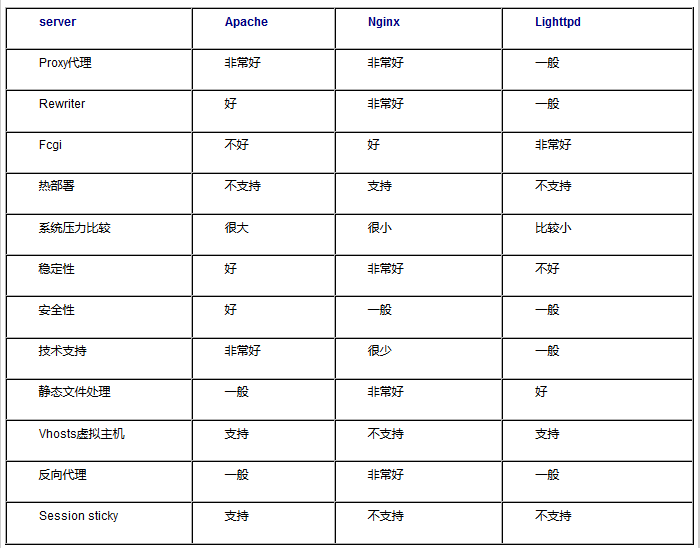 server Apache Nginx Lighttpd
Proxy代理 非常好 非常好 一般
Rewriter 好 非常好 一般
Fcgi 不好 好 非常好
热部署 不支持 支持 不支持
系统压力比较 很大 很小 比较小
稳定性 好 非常好 不好
安全性 好 一般 一般
技术支持 非常好 很少 一般
静态文件处理 一般 非常好 好
Vhosts虚拟主机 支持 不支持 支持
反向代理 一般 非常好 一般
Session sticky 支持 不支持 不支持